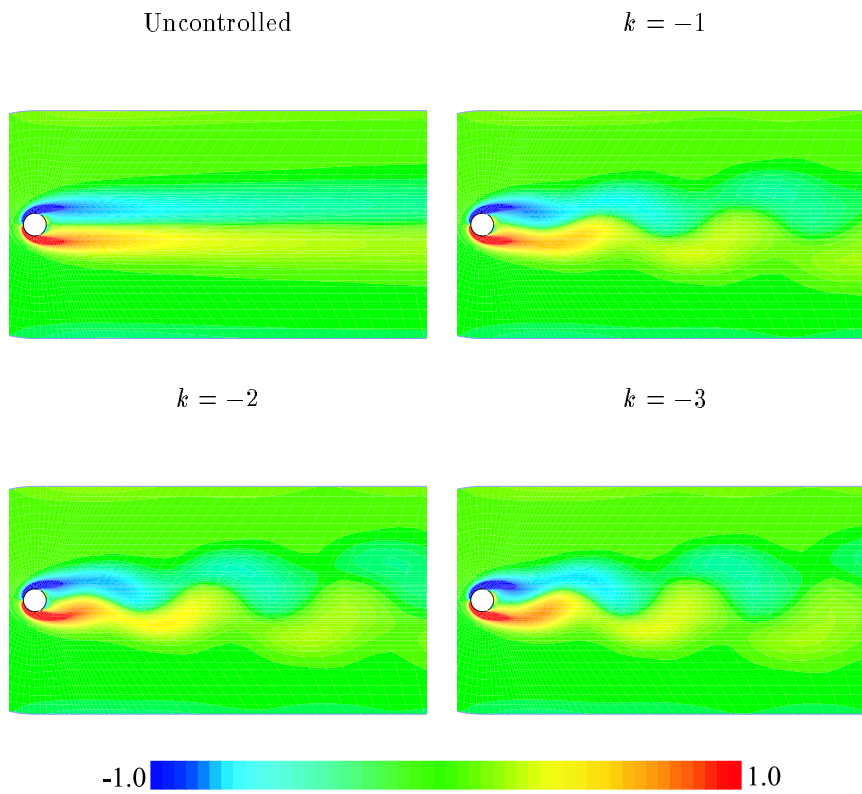 Uncontrolled
k = −1
k = −2
k = −3
-1.0
1.0